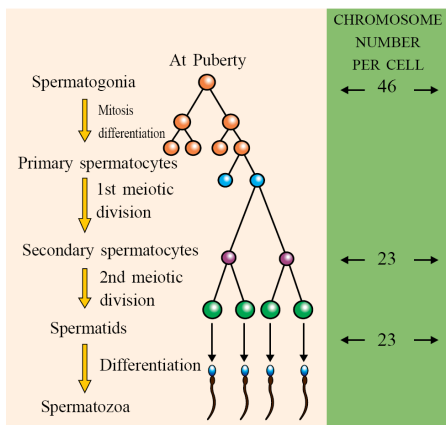 CHROMOSOME
NUMBER
PER CELL
At Puberty
Spermatogonia
46
Mitosis
differentiation
Primary spermatocytes
1st meiotic
division
Secondary spermatocytes
23
2nd meiotic
division
Spermatids
23
Differentiation
Spermatozoa